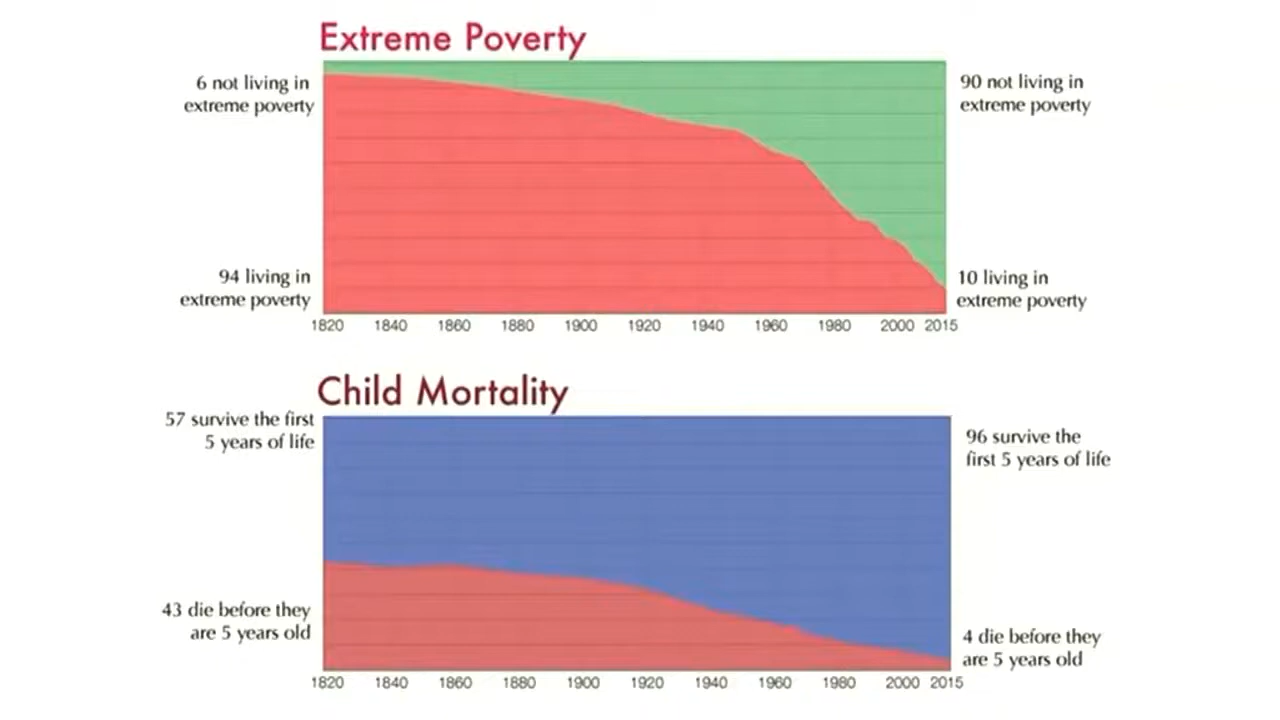 Extreme Poverty
6 not living in
extreme poverty
90 not living in
extreme poverty
94 living in
extreme poverty
10 living in
extreme poverty
1820 1840 1860 1880 1900 1920 1940 1960 1980 2000 2015
Child Mortality
57 survive the first
5 years of life
96 survive the
first 5 years of life
43 die before they
are 5 years old
4 die before they
are 5 years old
1820 1840 1860 1880 1900 1920 1940 1960 1980 2000 2015